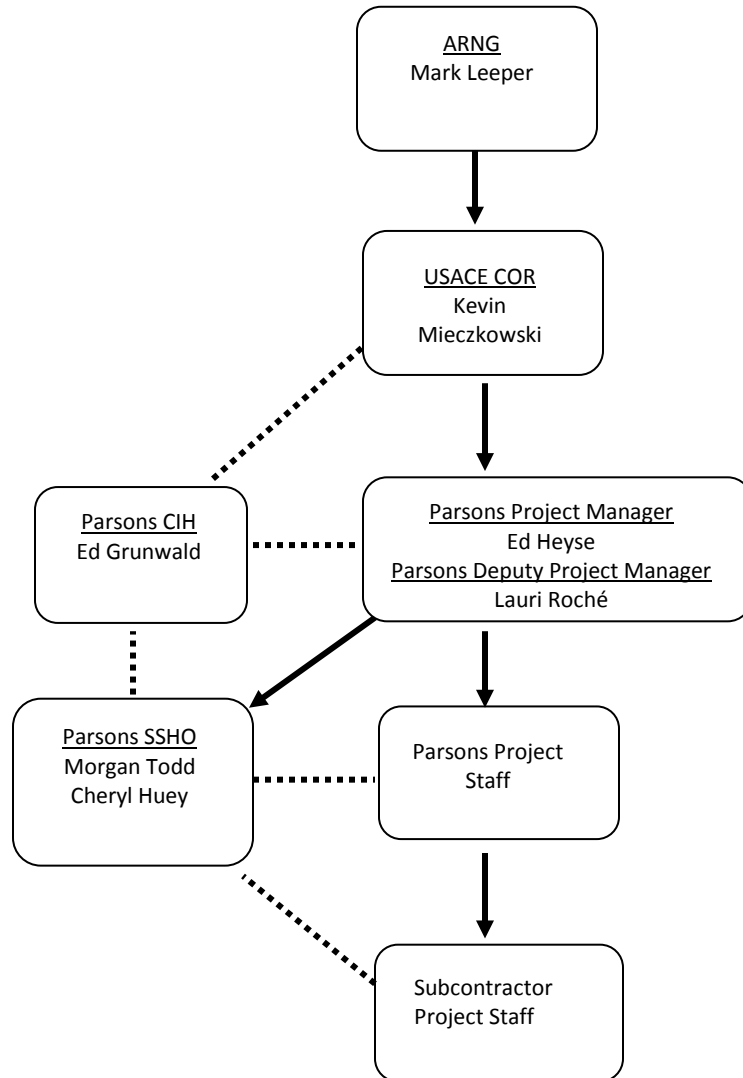 ARNG
Mark Leeper
USACE COR
Kevin
Mieczkowski
Parsons CIH
Ed Grunwald
Parsons Project Manager
Ed Heyse
Parsons Deputy Project Manager
Lauri Roché
Parsons SSHO
Morgan Todd
Cheryl Huey
Parsons Project
Staff
Subcontractor
Project Staff